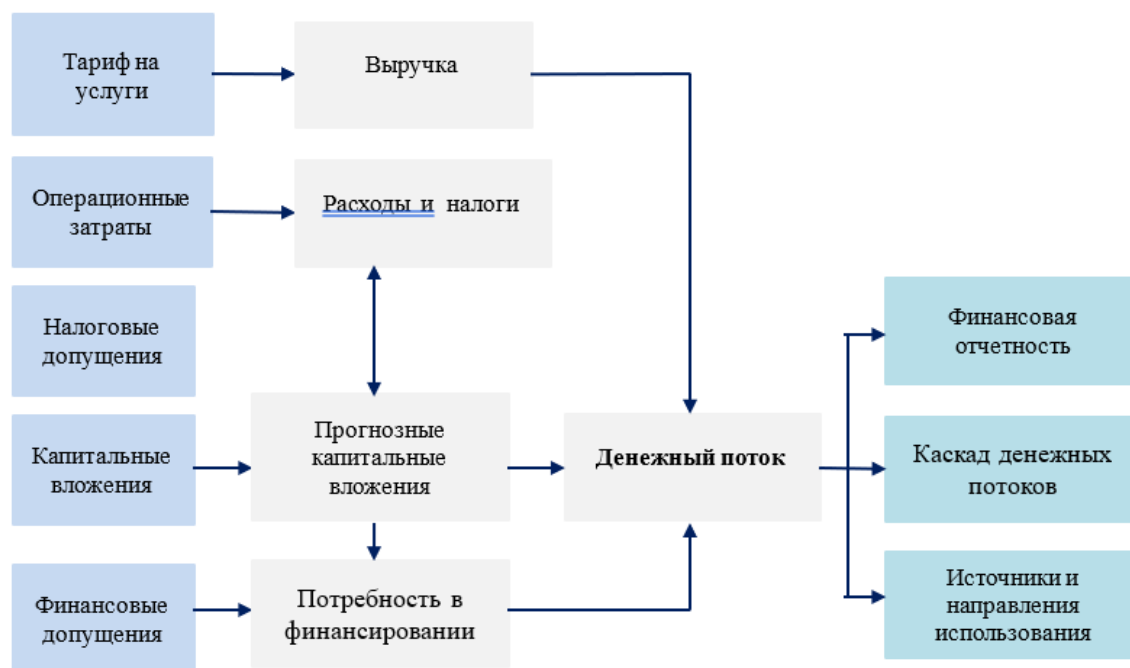 Тариф на
услуги
Выручка
Операционные
затраты
Расходы и налоги
Налоговые
допущения
Финансовая
отчетность
Капитальные
вложения
Прогнозные
капитальные
вложения
Денежный поток
Каскад денежных
потоков
Финансовые
допущения
Потребность в
финансировании
Источники и
направления
использования